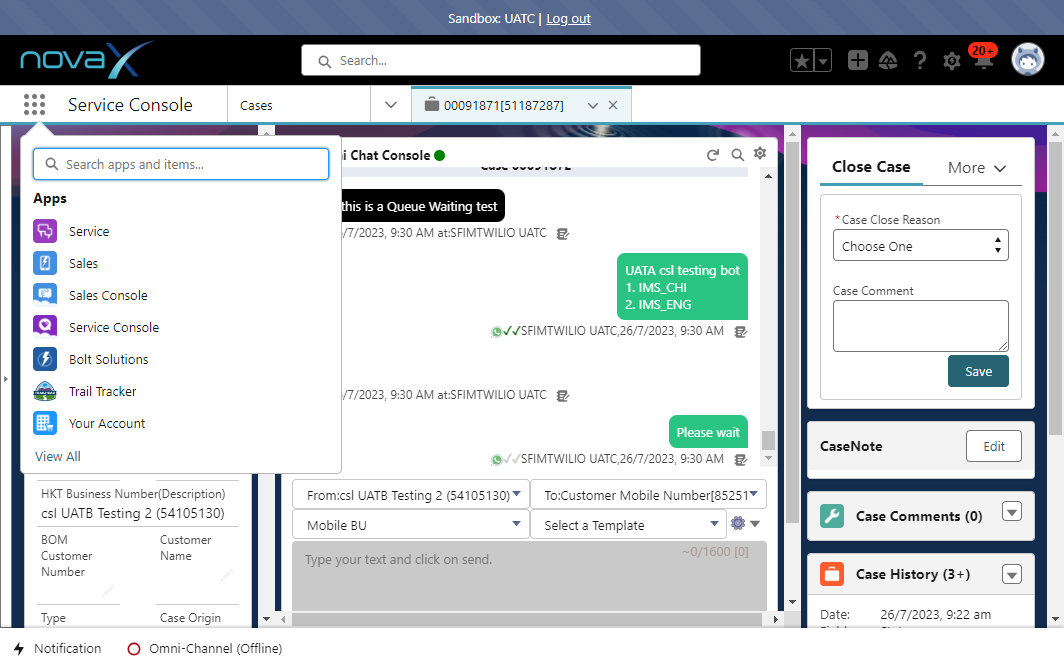 Sandbox: UATC | Log out
novaX
Search...
20+
Service Console
Cases
00091871[51187287]
Search apps and items...
Apps
Service
Sales
Sales Console
Service Console
Bolt Solutions
Trail Tracker
Your Account
View All
HKT Business Number(Description)
csl UATB Testing 2 (54105130)
BOM
Customer
Number
Customer
Name
Type
Case Origin
Chat Console
this is a Queue Waiting test
/7/2023, 9:30 AM at:SFIMTWILIO UATC
UATA csl testing bot
1. IMS_CHI
2. IMS_ENG
SFIMTWILIO UATC,26/7/2023, 9:30 AM
/7/2023, 9:30 AM at:SFIMTWILIO UATC
Please wait
SFIMTWILIO UATC,26/7/2023, 9:30 AM
From:csl UATB Testing 2 (54105130)
To:Customer Mobile Number[85251
Mobile BU
Select a Template
~0/1600 [0]
Type your text and click on send.
Close Case
More
*Case Close Reason
Choose One
Case Comment
Save
CaseNote
Edit
Case Comments (0)
Case History (3+)
Date:
26/7/2023, 9:22 am
Notification
Omni-Channel (Offline)